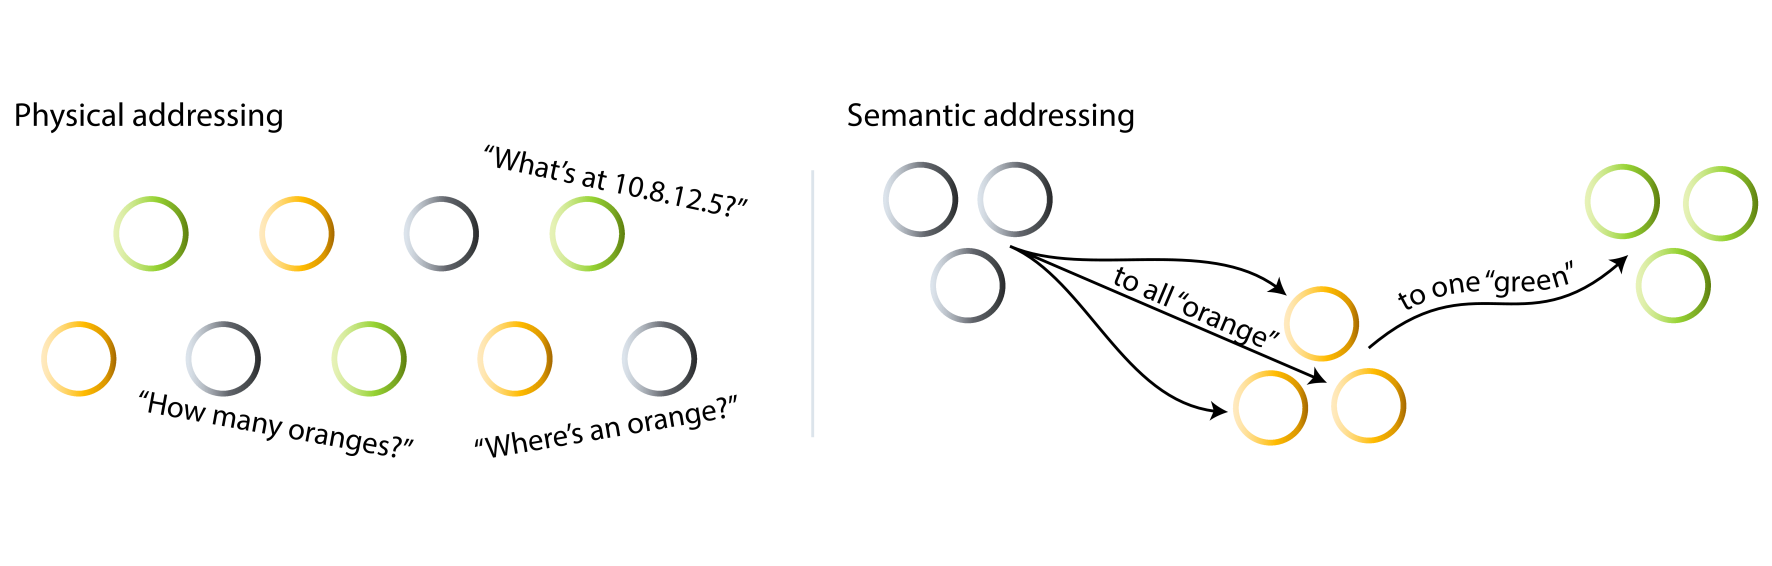 Physical addressing
“What’s at 10.8.12.5?”
“How many oranges?”
“Where’s an orange?”
Semantic addressing
to all “orange”
to one “green”